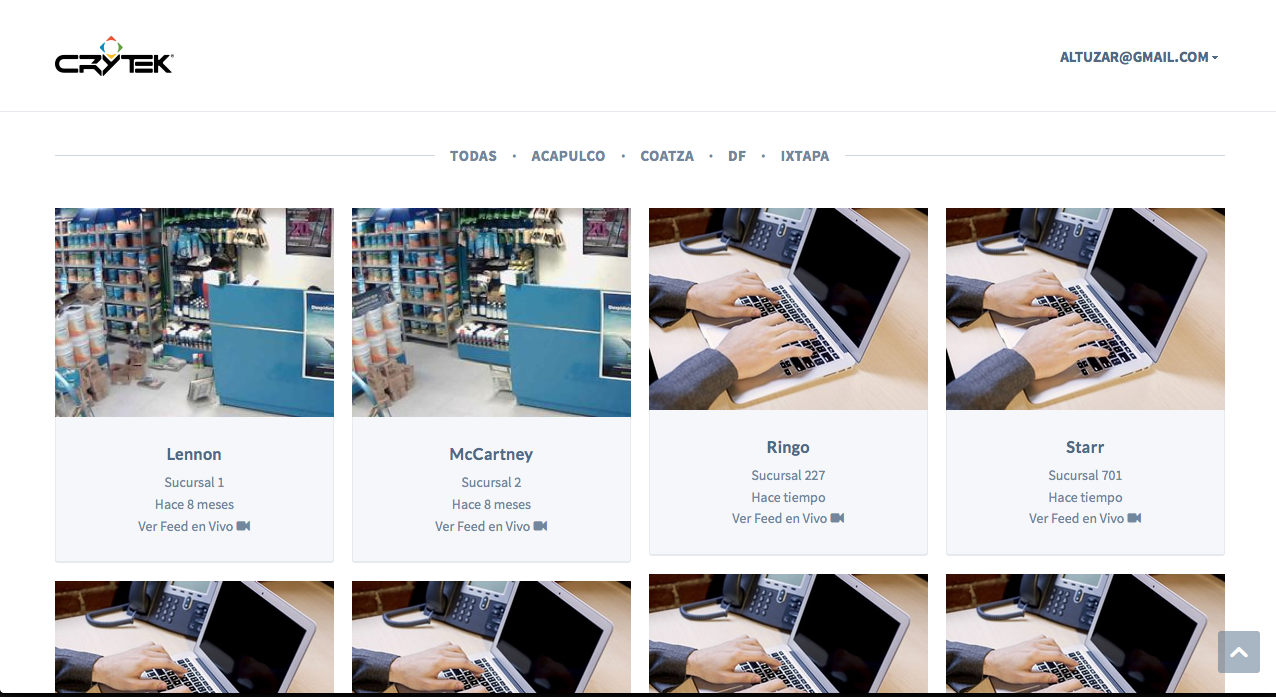 CRYTEK
ALTUZAR@GMAIL.COM
TODAS • ACAPULCO • COATZA • DF • IXTAPA
Lennon
Sucursal 1
Hace 8 meses
Ver Feed en Vivo
McCartney
Sucursal 2
Hace 8 meses
Ver Feed en Vivo
Ringo
Sucursal 227
Hace tiempo
Ver Feed en Vivo
Starr
Sucursal 701
Hace tiempo
Ver Feed en Vivo